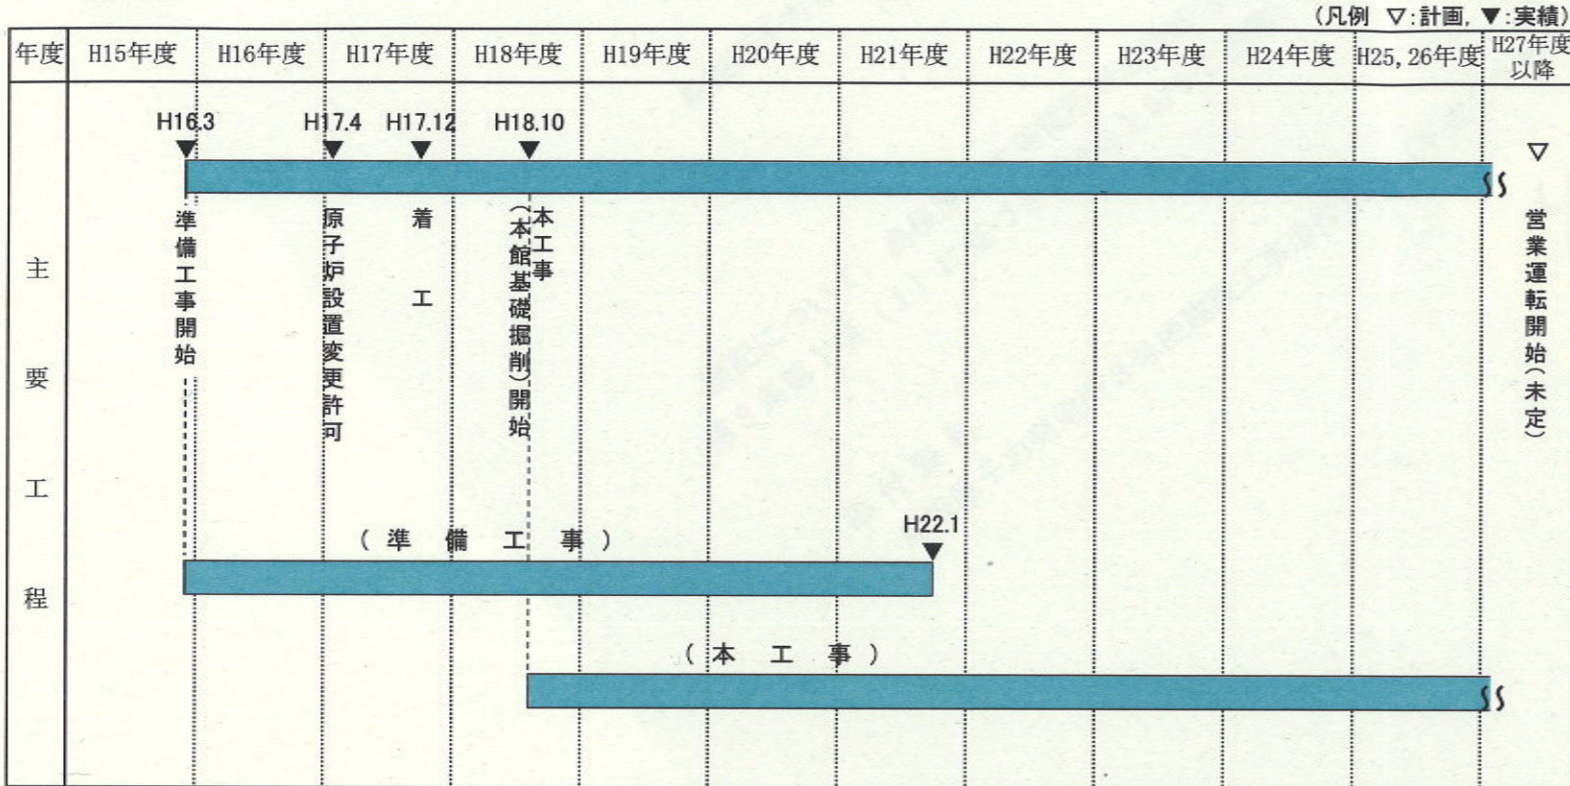 (凡例 ▽:計画, ▼:実績)
年度 H15年度 H16年度 H17年度 H18年度 H19年度 H20年度 H21年度 H22年度 H23年度 H24年度 H25,26年度 H27年度
以降
主要工程
H16.3 H17.4 H17.12 H18.10
▼ ▼ ▼ ▼ ▽
準備工事開始
原子炉設置変更許可
着工
本工事
(本館基礎掘削)開始
営業運転開始(未定)
(準備工事)
H22.1
▼
(本工事)